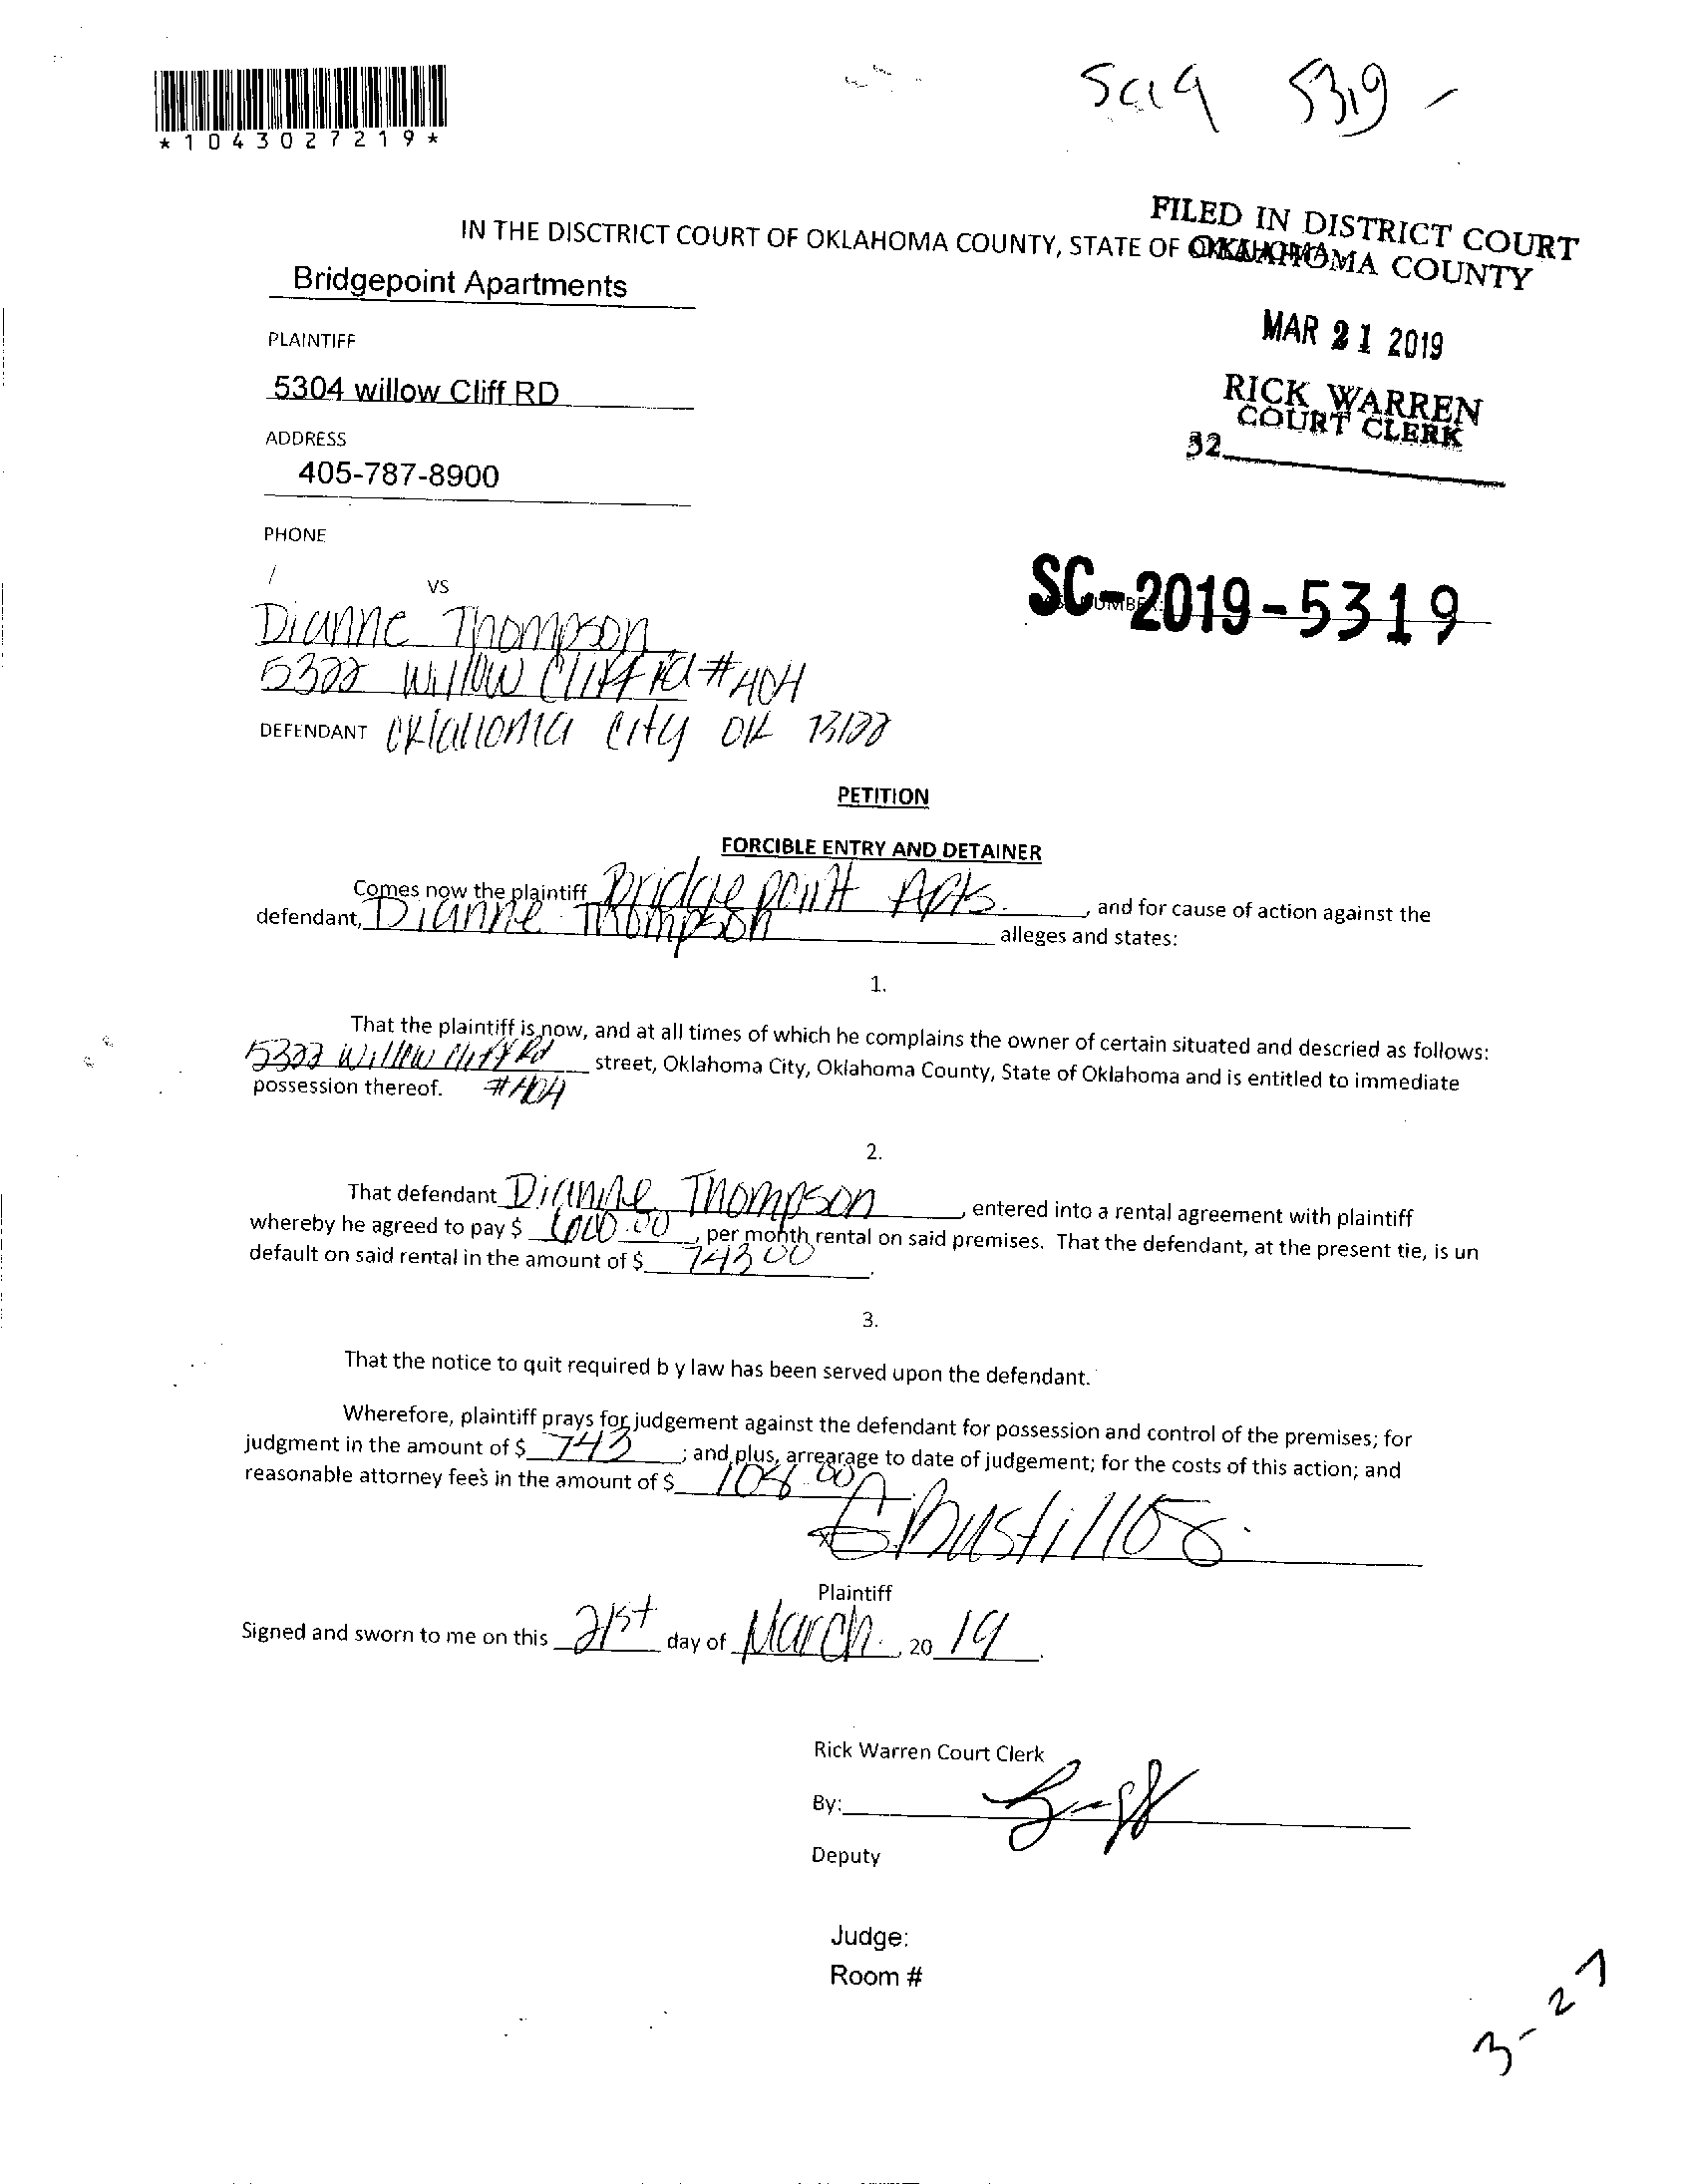 SC19 5319 -
*1043027219*
FILED IN DISTRICT COURT
OKLAHOMA COUNTY
IN THE DISCTRICT COURT OF OKLAHOMA COUNTY, STATE OF OKLAHOMA
Bridgepoint Apartments
MAR 21 2019
PLAINTIFF
5304 willow Cliff RD
RICK WARREN
COURT CLERK
ADDRESS
32
405-787-8900
PHONE
VS
SC-2019-5319
Dianne Thompson
5322 Willow Cliff Rd #404
DEFENDANT Oklahoma City OK 73122
PETITION
FORCIBLE ENTRY AND DETAINER
Comes now the plaintiff Bridgepoint Apts. , and for cause of action against the
defendant, Dianne Thompson alleges and states:
1.
That the plaintiff is now, and at all times of which he complains the owner of certain situated and descried as follows:
5322 Willow Cliff Rd street, Oklahoma City, Oklahoma County, State of Oklahoma and is entitled to immediate
possession thereof. #404
2.
That defendant Dianne Thompson , entered into a rental agreement with plaintiff
whereby he agreed to pay $ , per month rental on said premises. That the defendant, at the present tie, is un
default on said rental in the amount of $ 743 00 .
3.
That the notice to quit required b y law has been served upon the defendant.
Wherefore, plaintiff prays for judgement against the defendant for possession and control of the premises; for
judgment in the amount of $ 743 ; and plus, arrearage to date of judgement; for the costs of this action; and
reasonable attorney fee's in the amount of $ .
EBustillos
Plaintiff
Signed and sworn to me on this 21st day of March , 20 19 .
Rick Warren Court Clerk
By:
Deputy
Judge:
Room #
3-27